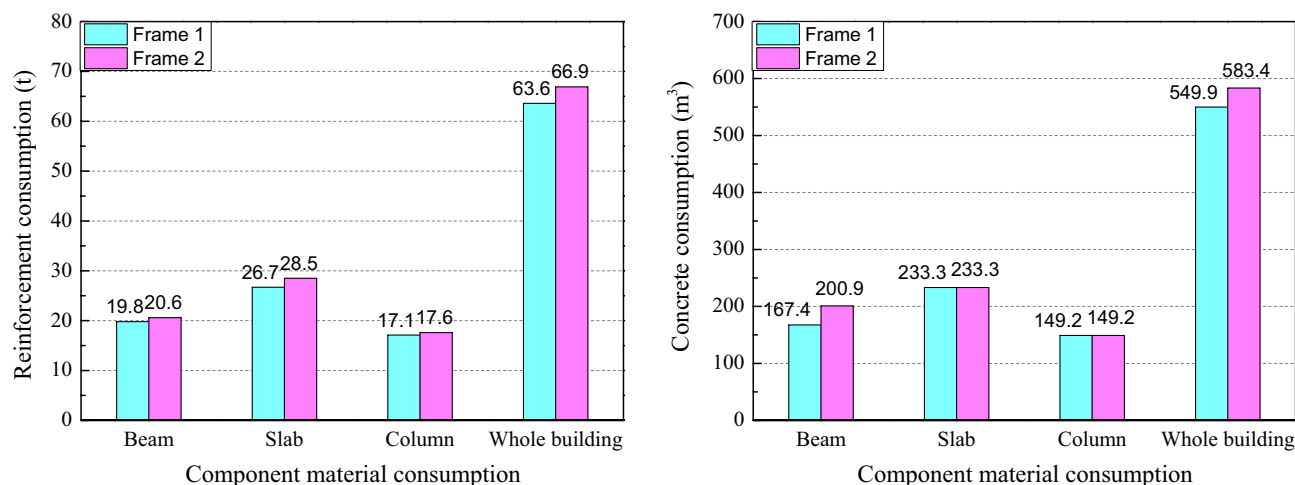 80
70
60
50
40
30
20
10
0
Reinforcement consumption (t)
Frame 1
Frame 2
19.8
20.6
26.7
28.5
17.1
17.6
63.6
66.9
Beam
Slab
Column
Whole building
Component material consumption
700
600
500
400
300
200
100
0
Concrete consumption (m³)
Frame 1
Frame 2
167.4
200.9
233.3
233.3
149.2
149.2
549.9
583.4
Beam
Slab
Column
Whole building
Component material consumption